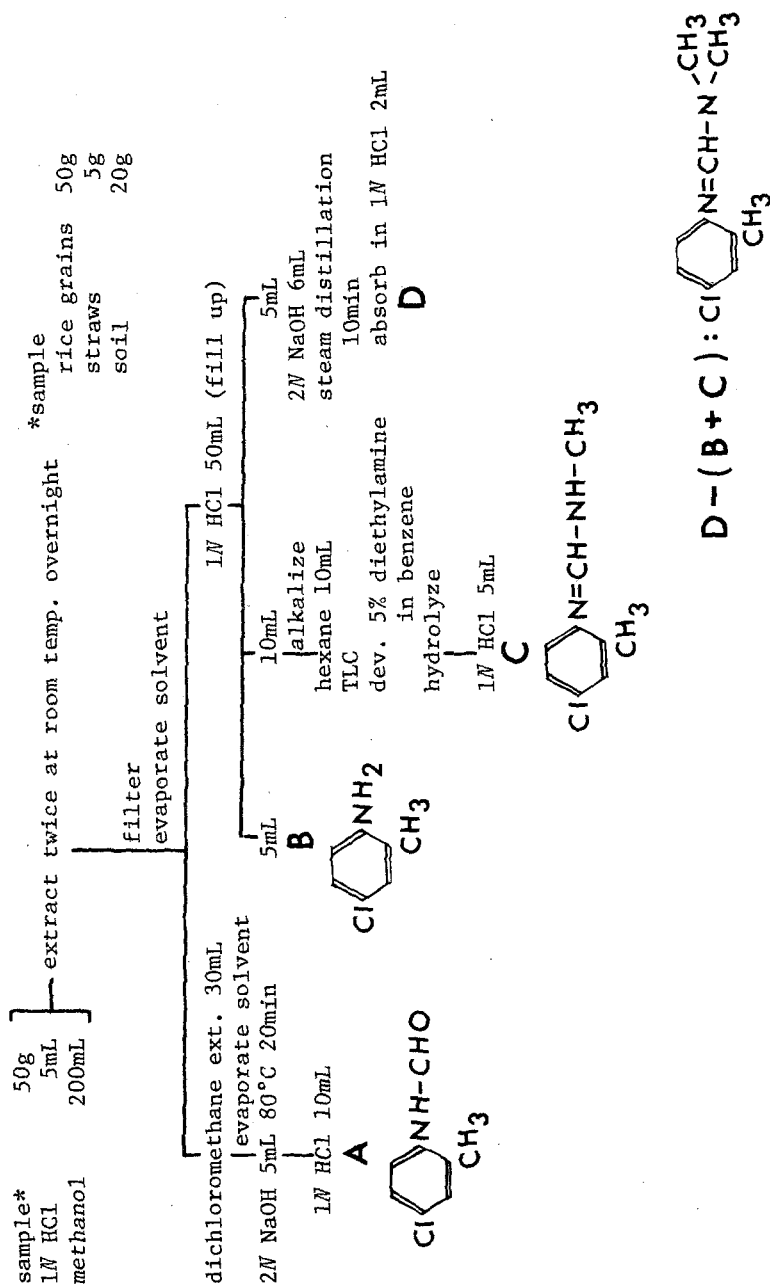 sample* 50g
1N HCl 5mL
methanol 200mL
extract twice at room temp. overnight
*sample
rice grains 50g
straws 5g
soil 20g
filter
evaporate solvent
dichloromethane ext. 30mL
evaporate solvent
2N NaOH 5mL 80°C 20min
1N HCl 10mL
A
Cl NH-CHO
CH3
1N HCl 50mL (fill up)
5mL
B
Cl NH2
CH3
10mL
alkalize
hexane 10mL
TLC
dev. 5% diethylamine
in benzene
hydrolyze
1N HCl 5mL
C
Cl N=CH-NH-CH3
CH3
5mL
2N NaOH 6mL
steam distillation
10min
absorb in 1N HCl 2mL
D
D-(B+C): Cl N=CH-N CH3
CH3
CH3